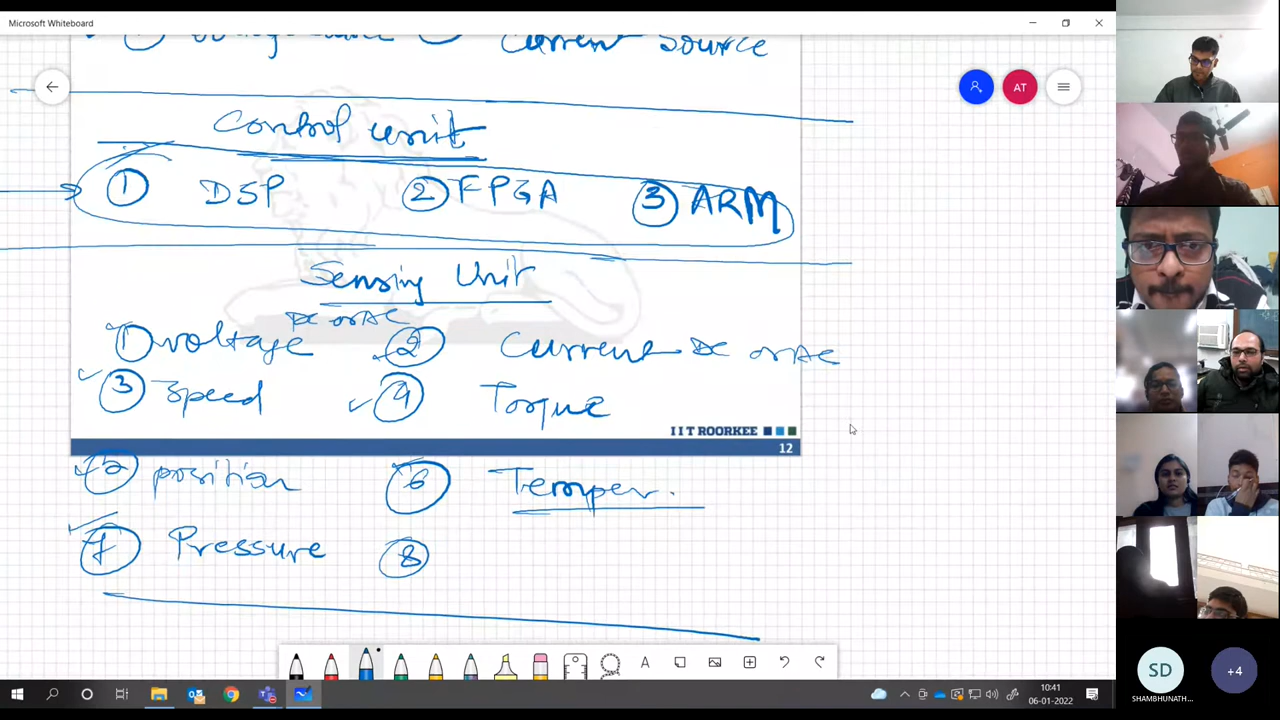 Microsoft Whiteboard
Current Source
Control unit
① DSP ② FPGA ③ ARM
Sensing Unit
DC or AC
① Voltage ② Current DC or AC
③ Speed ④ Torque
IIT ROORKEE
12
⑤ position ⑥ Temper.
⑦ Pressure ⑧
AT
A
SD
SHAMBHUNATH...
+4
10:41
06-01-2022